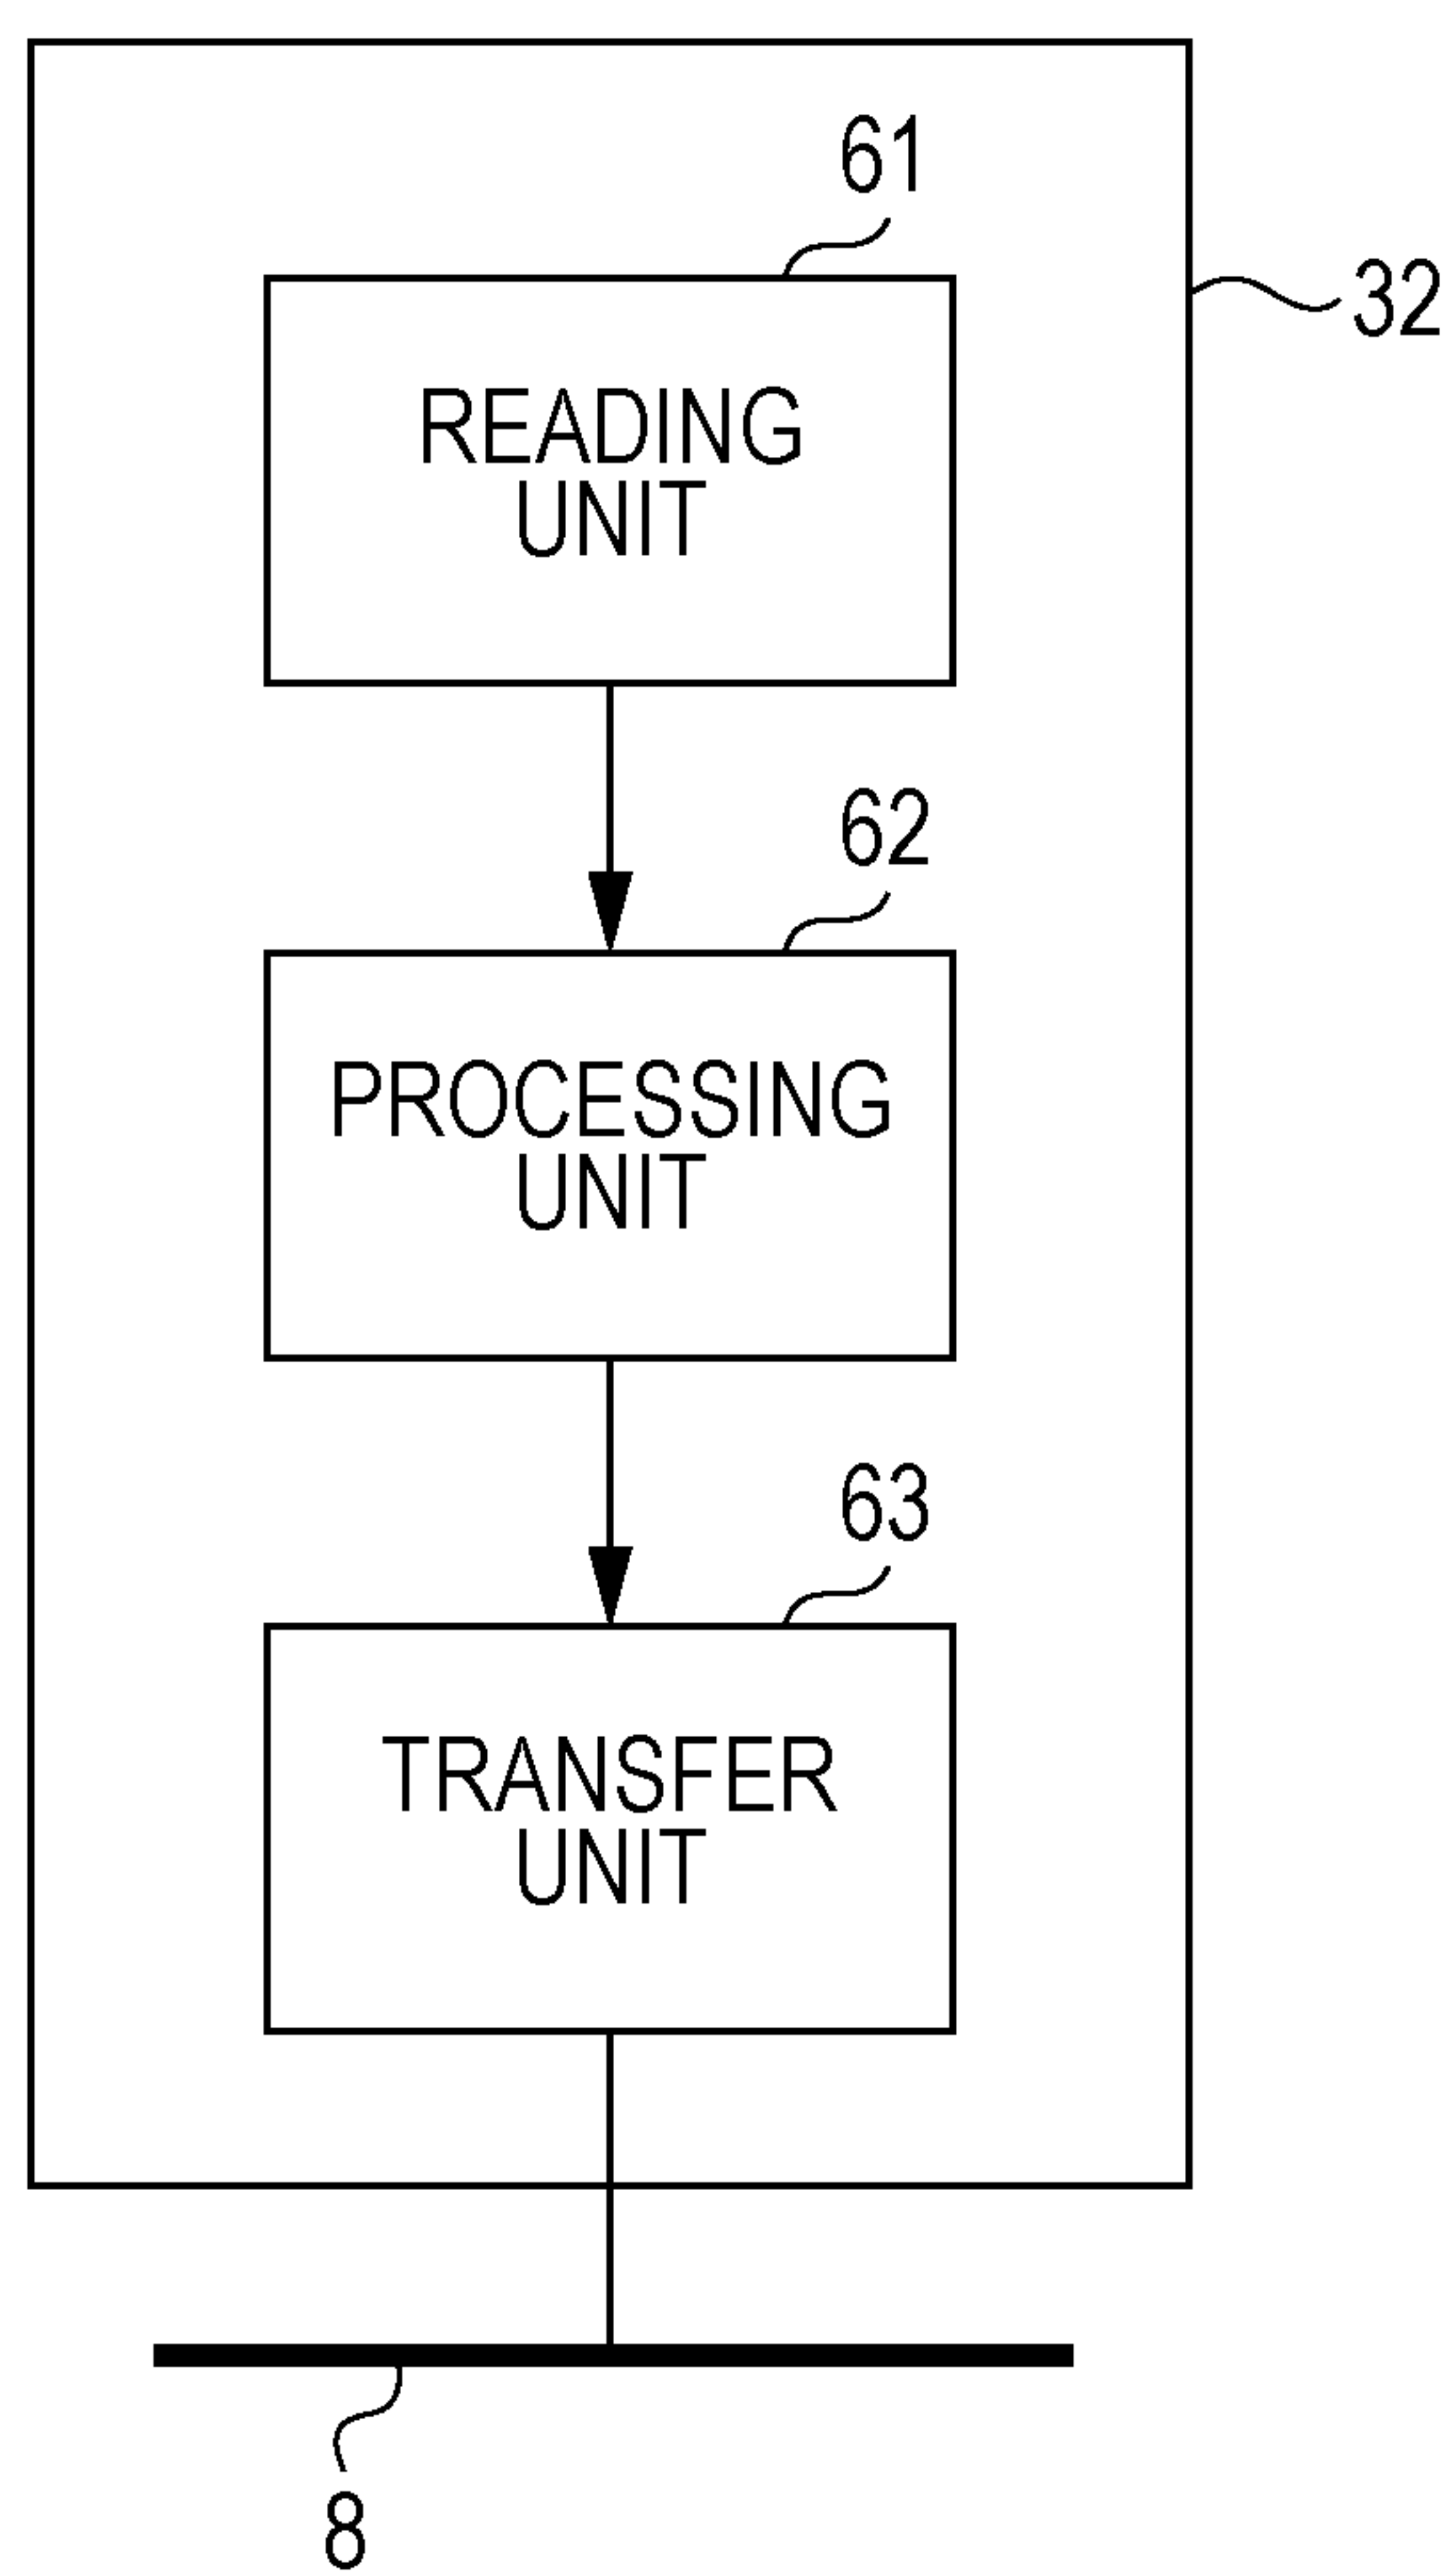 61
32
READING
UNIT
62
PROCESSING
UNIT
63
TRANSFER
UNIT
8